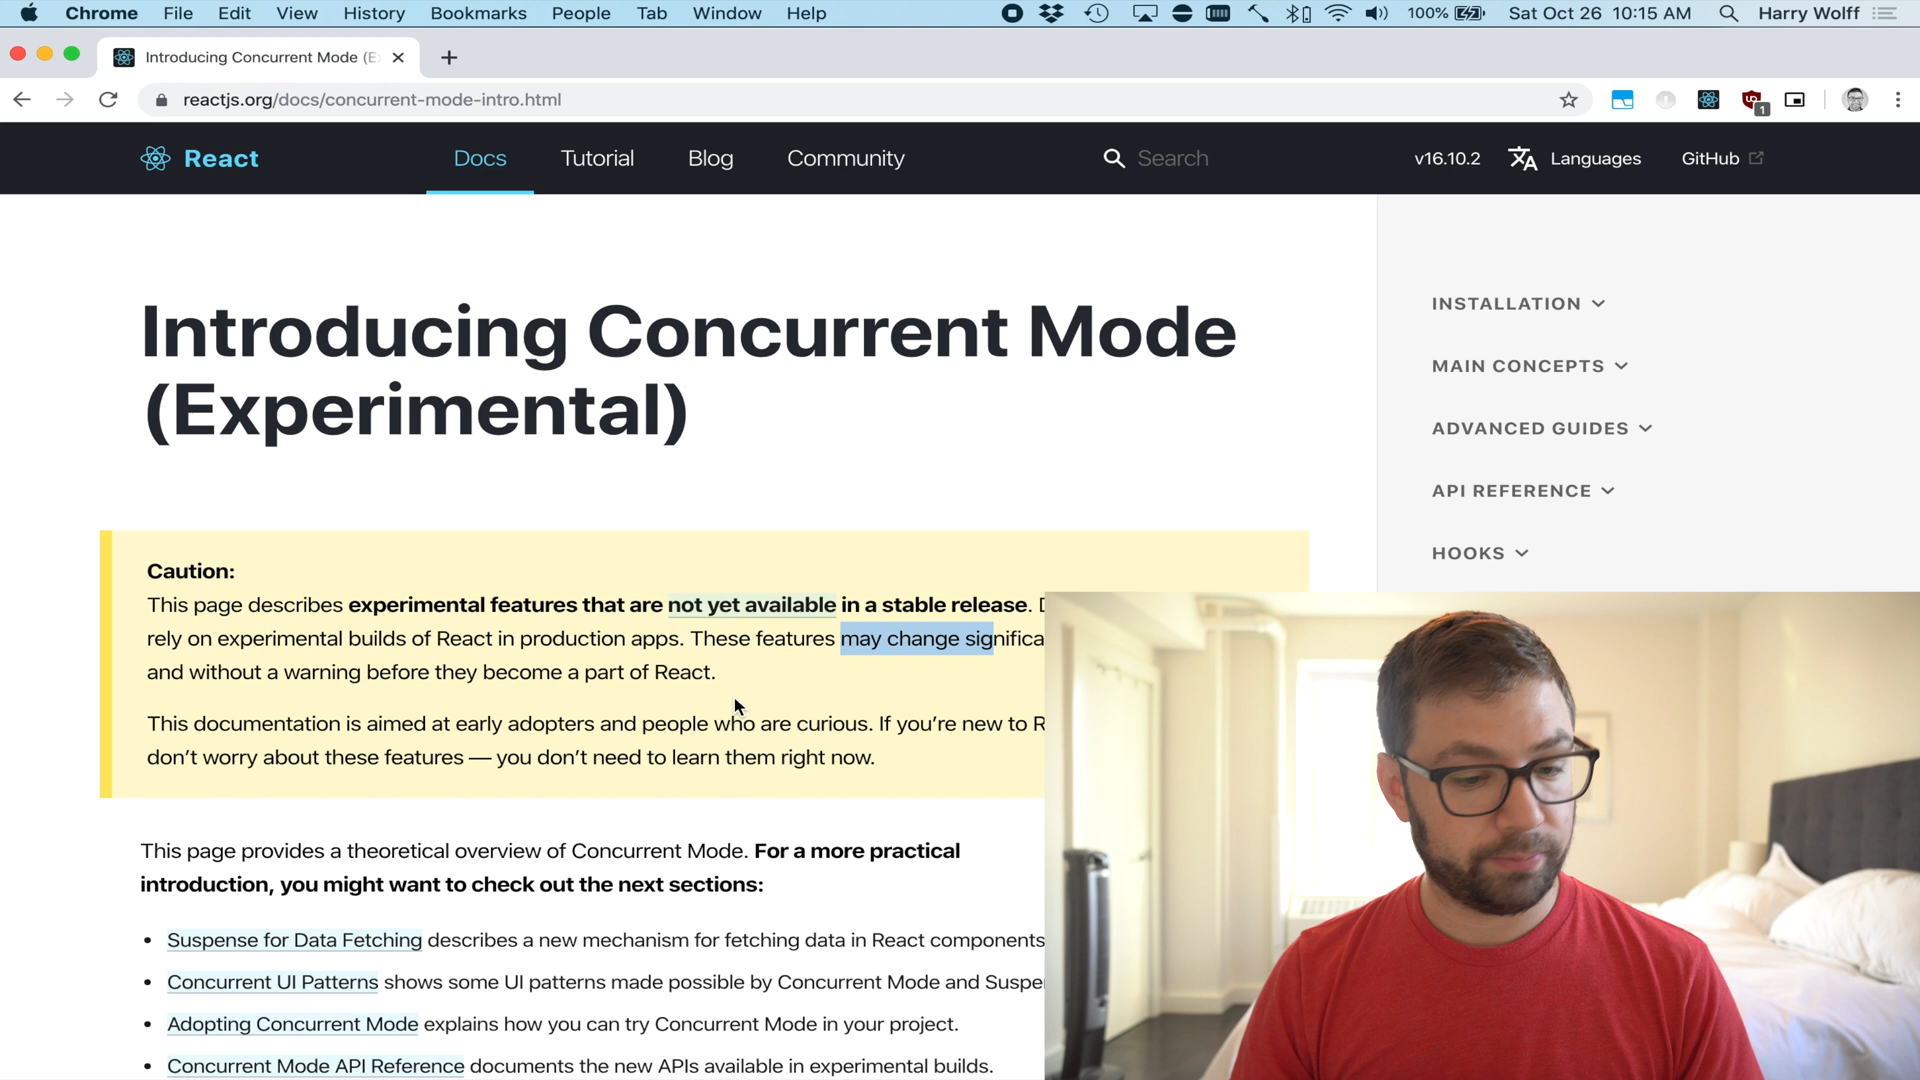 Chrome File Edit View History Bookmarks People Tab Window Help 100% Sat Oct 26 10:15 AM Harry Wolff
Introducing Concurrent Mode (E
reactjs.org/docs/concurrent-mode-intro.html
1
React Docs Tutorial Blog Community Search v16.10.2 Languages GitHub
Introducing Concurrent Mode
(Experimental)
INSTALLATION
MAIN CONCEPTS
ADVANCED GUIDES
API REFERENCE
HOOKS
Caution:
This page describes experimental features that are not yet available in a stable release. D
rely on experimental builds of React in production apps. These features may change significa
and without a warning before they become a part of React.
This documentation is aimed at early adopters and people who are curious. If you’re new to R
don’t worry about these features — you don’t need to learn them right now.
This page provides a theoretical overview of Concurrent Mode. For a more practical
introduction, you might want to check out the next sections:
• Suspense for Data Fetching describes a new mechanism for fetching data in React components
• Concurrent UI Patterns shows some UI patterns made possible by Concurrent Mode and Suspe
• Adopting Concurrent Mode explains how you can try Concurrent Mode in your project.
• Concurrent Mode API Reference documents the new APIs available in experimental builds.